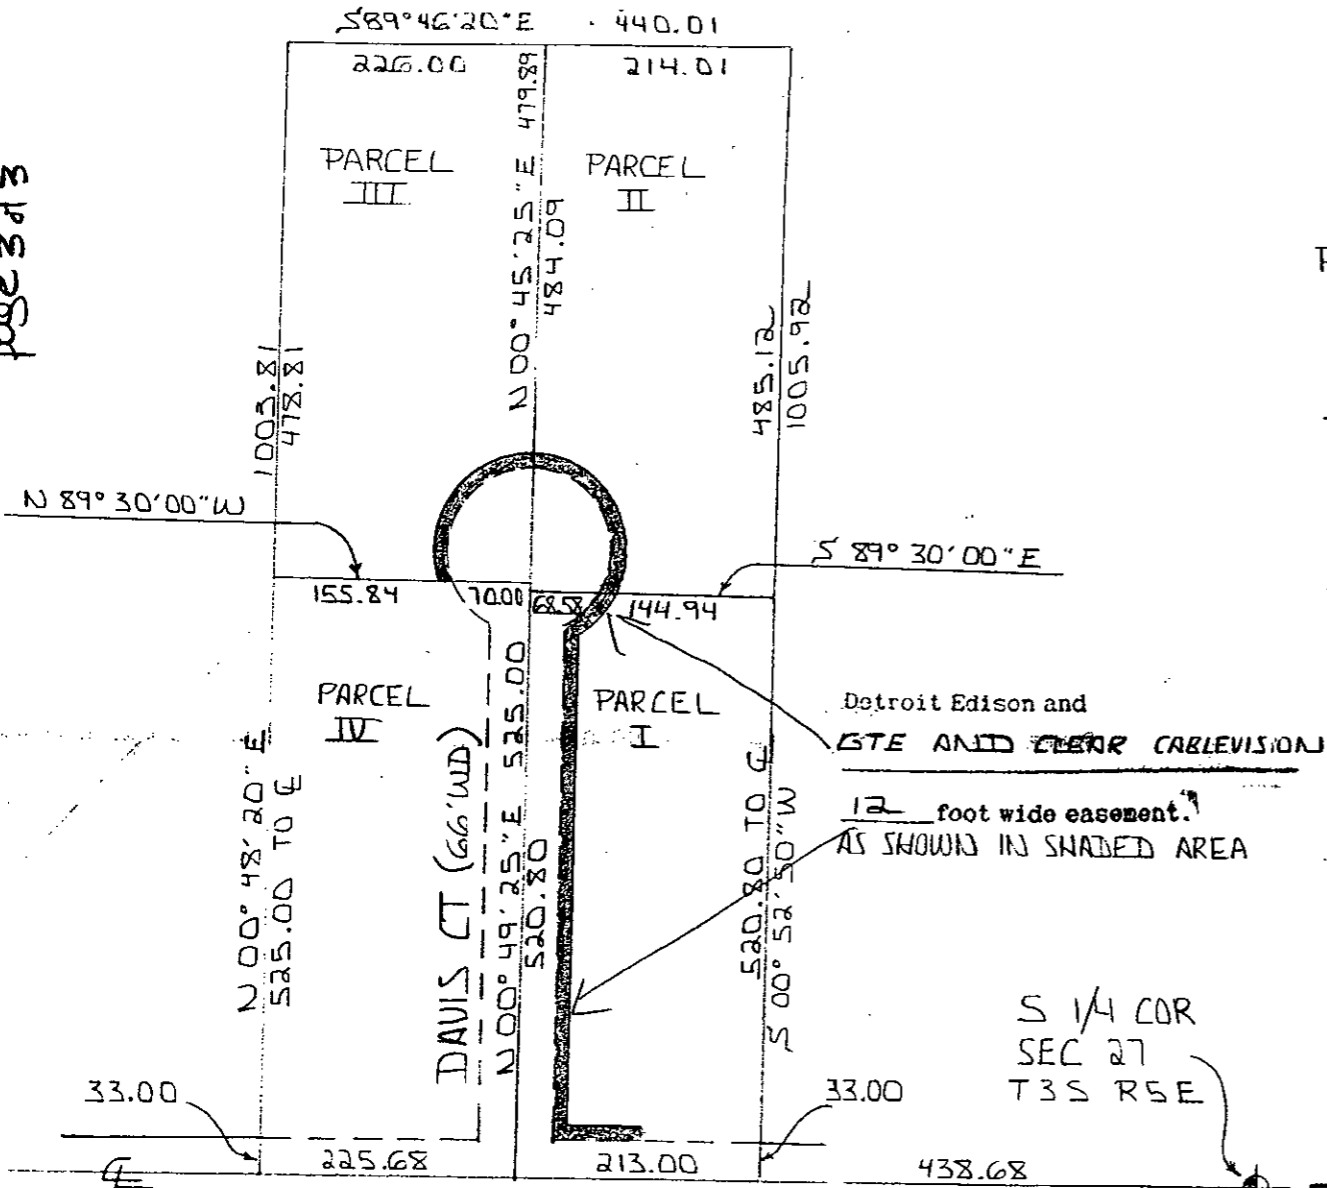 S89°46'20"E 440.01
226.00 214.01
page 3 of 3
PARCEL
III
PARCEL
II
N 00° 45' 25" E 479.89
484.09
1003.81
478.81
485.12
1005.92
N 89° 30' 00" W
S 89° 30' 00" E
155.84 70.00 68.58 144.94
PARCEL
IV
PARCEL
I
Detroit Edison and
GTE AND CLEAR CABLEVISION
12 foot wide easement."
AS SHOWN IN SHADED AREA
N 00° 48' 20" E
525.00 TO ℄
DAVIS CT (66' WD)
N 00° 49' 25" E 525.00
520.80
520.80 TO ℄
S 00° 52' 50" W
S 1/4 COR
SEC 27
T3S R5E
33.00
33.00
℄
225.68 213.00 438.68